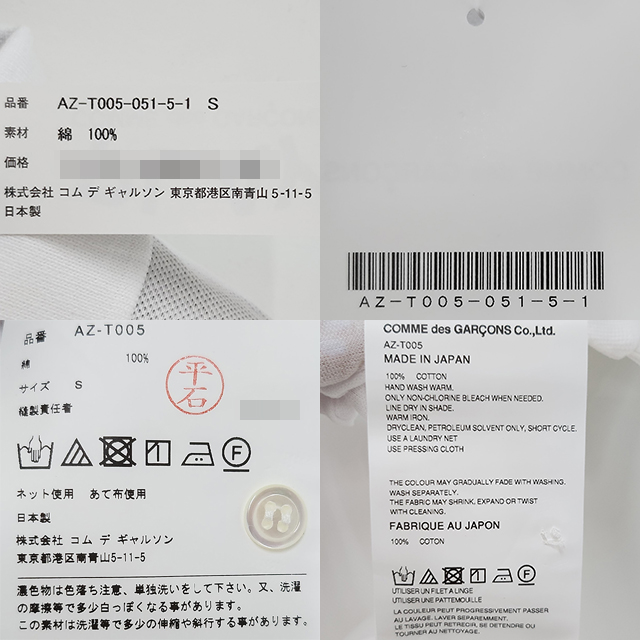 品番 AZ-T005-051-5-1 S
素材 綿 100%
価格
株式会社 コム デ ギャルソン 東京都港区南青山 5-11-5
日本製
AZ-T005-051-5-1
品番 AZ-T005
綿 100%
サイズ S
縫製責任者
平石
ネット使用 あて布使用
日本製
株式会社 コム デ ギャルソン
東京都港区南青山5-11-5
濃色物は色落ち注意、単独洗いをして下さい。又、洗濯
の摩擦等で多少白っぽくなる事があります。
この素材は洗濯等で多少の伸縮や斜行する事があります。
COMME des GARÇONS Co.,Ltd.
AZ-T005
MADE IN JAPAN
100% COTTON
HAND WASH WARM.
ONLY NON-CHLORINE BLEACH WHEN NEEDED.
LINE DRY IN SHADE.
WARM IRON.
DRYCLEAN, PETROLEUM SOLVENT ONLY, SHORT CYCLE.
USE A LAUNDRY NET
USE PRESSING CLOTH
THE COLOUR MAY GRADUALLY FADE WITH WASHING.
WASH SEPARATELY.
THE FABRIC MAY SHRINK, EXPAND OR TWIST
WITH CLEANING.
FABRIQUE AU JAPON
100% COTON
UTILISER UN FILET A LINGE
UTILISER UNE PATTEMOUILLE
LA COULEUR PEUT PROGRESSIVEMENT PASSER
AU LAVAGE. LAVER SEPAREMENT.
LE TISSU PEUT RETRECIR, SE DETENDRE OU